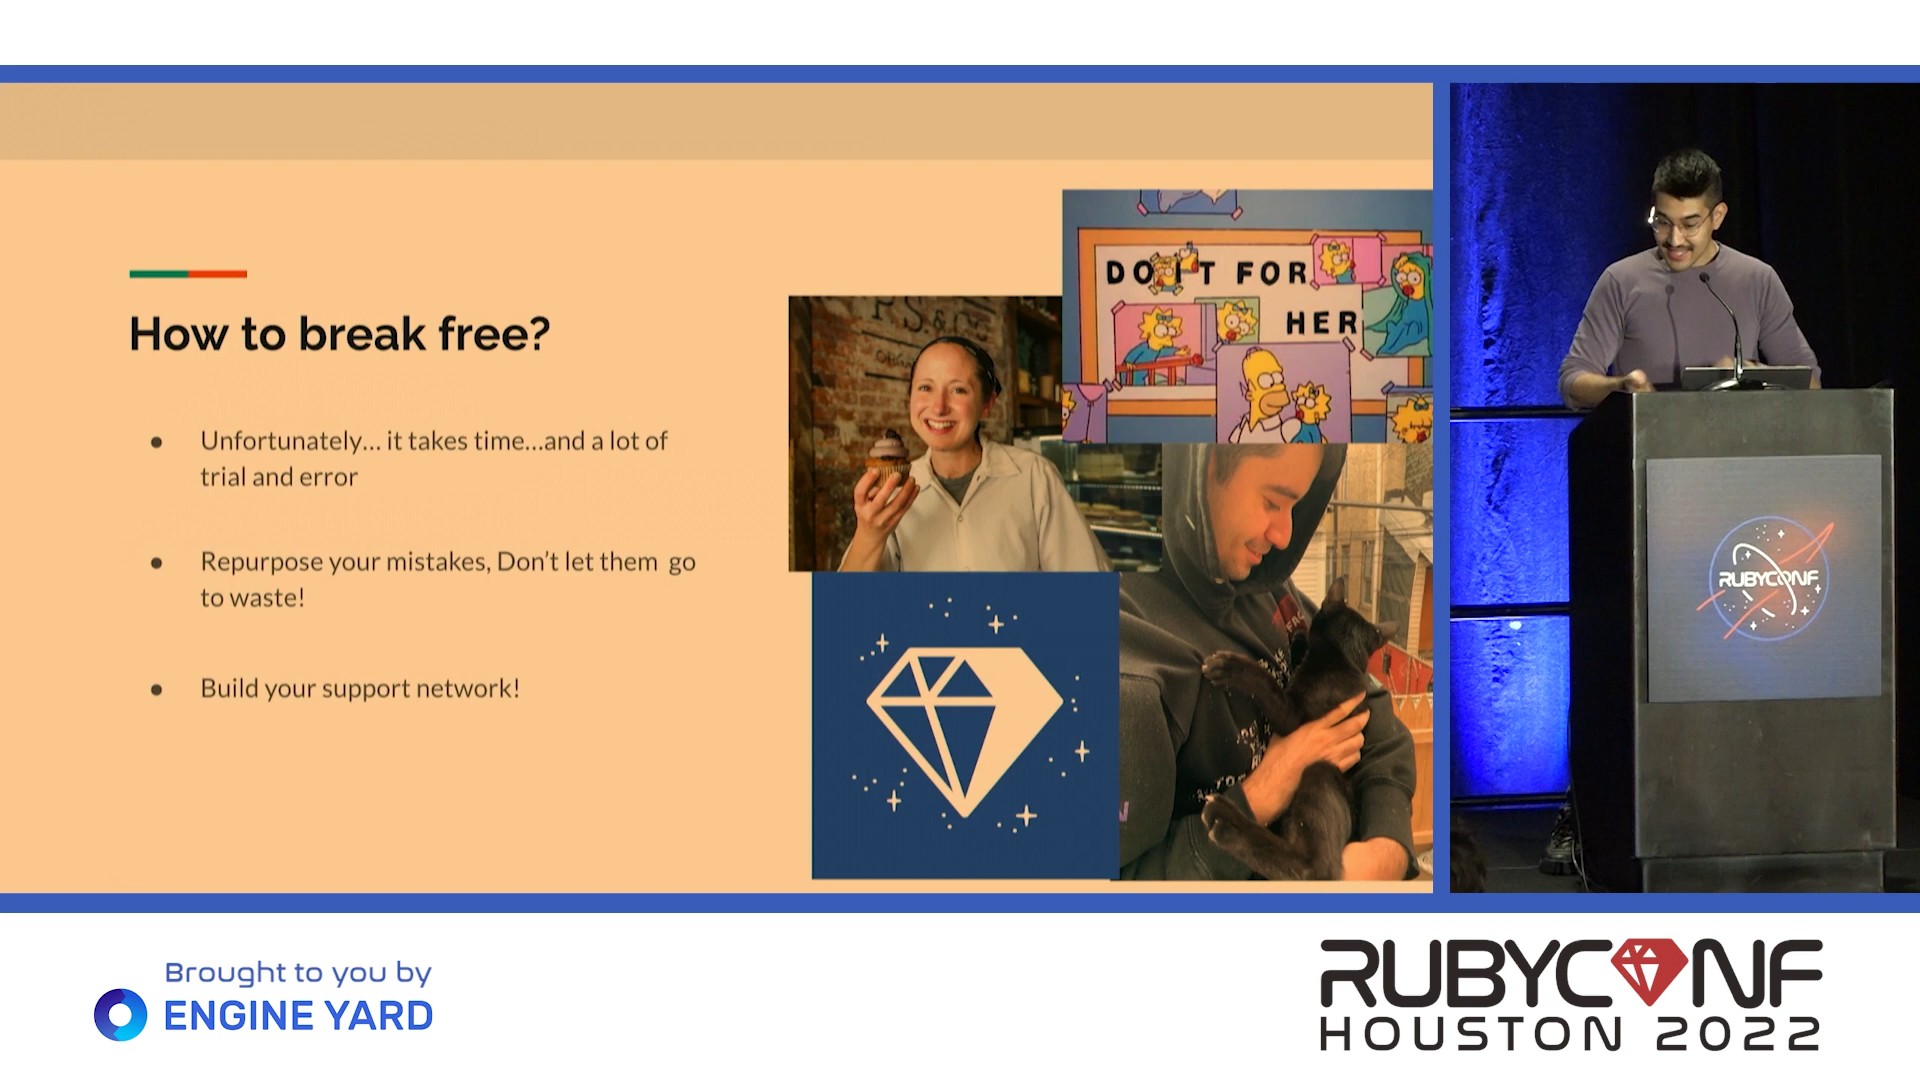 How to break free?
● Unfortunately... it takes time...and a lot of
trial and error
● Repurpose your mistakes, Don't let them go
to waste!
● Build your support network!
P.S. & CO
DO IT FOR
HER
RUBYCONF
Brought to you by
ENGINE YARD
RUBYCONF
HOUSTON 2022